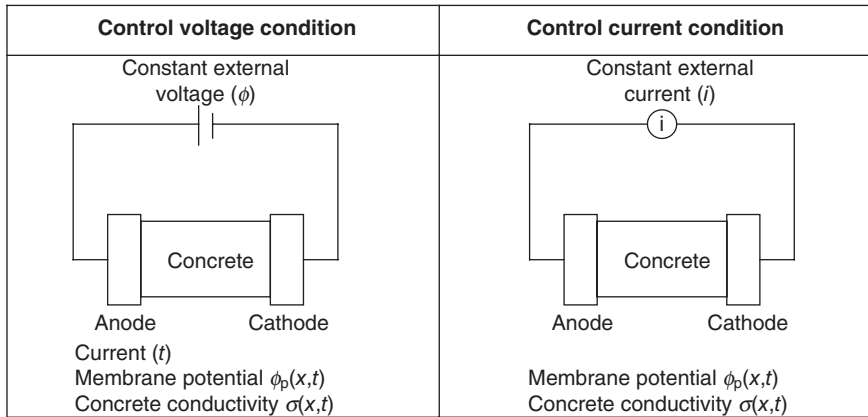 Control voltage condition
Constant external
voltage (ϕ)
Concrete
Anode Cathode
Current (t)
Membrane potential ϕp(x,t)
Concrete conductivity σ(x,t)
Control current condition
Constant external
current (i)
i
Concrete
Anode Cathode
Membrane potential ϕp(x,t)
Concrete conductivity σ(x,t)